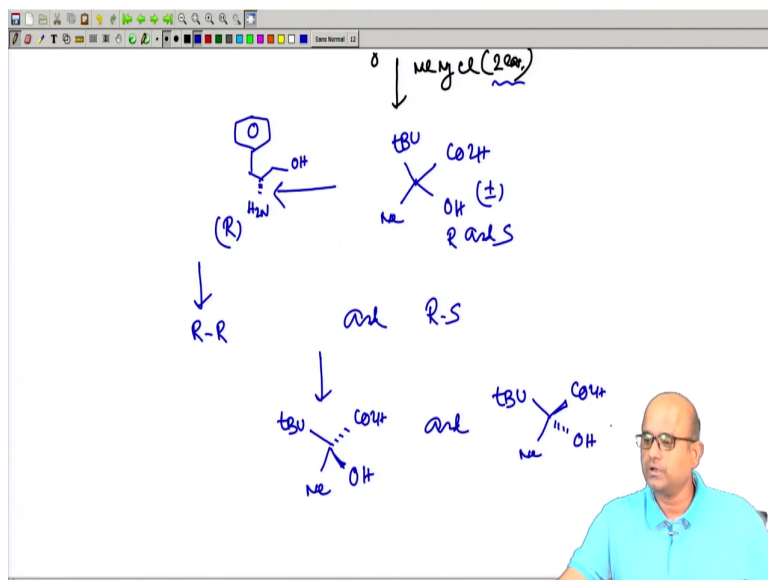 Sans Normal 12
MeMgCl (2eq.)
tBU
CO2H
OH
H2N
Me
OH (±)
(R)
R and S
R-R and R-S
tBU CO2H and tBU CO2H
Me OH
Me OH